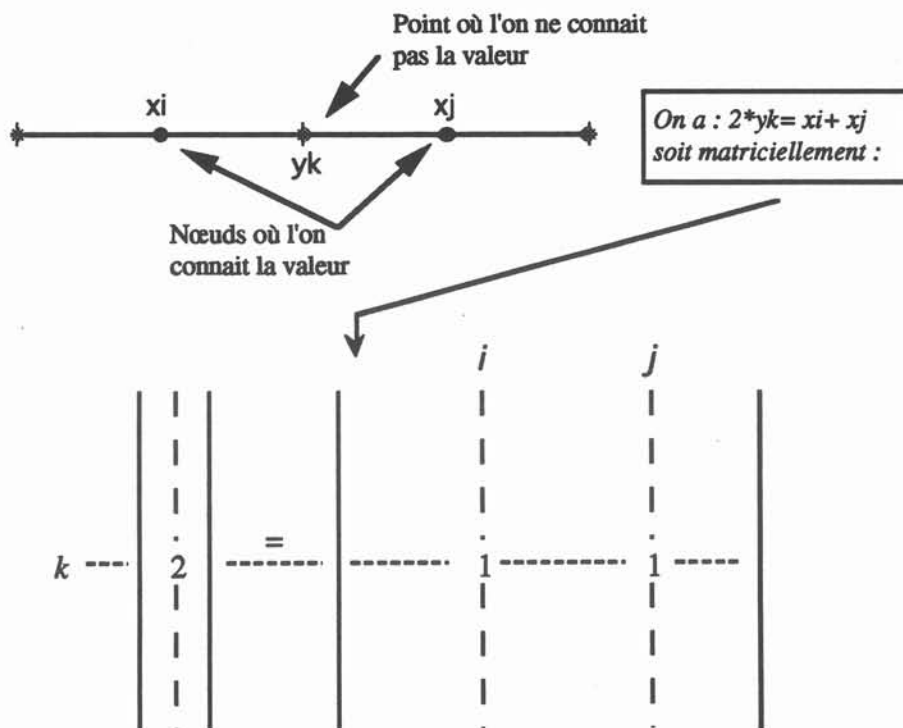 Point où l'on ne connait
pas la valeur
xi
xj
yk
On a : 2*yk= xi+ xj
soit matriciellement :
Nœuds où l'on
connait la valeur
i
j
k
2
=
1
1